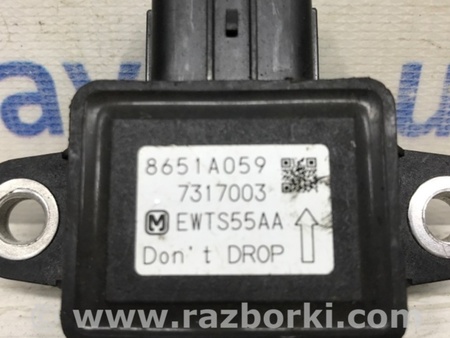 8651A059
7317003
M EWTS55AA
Don't DROP
www.razborki.com